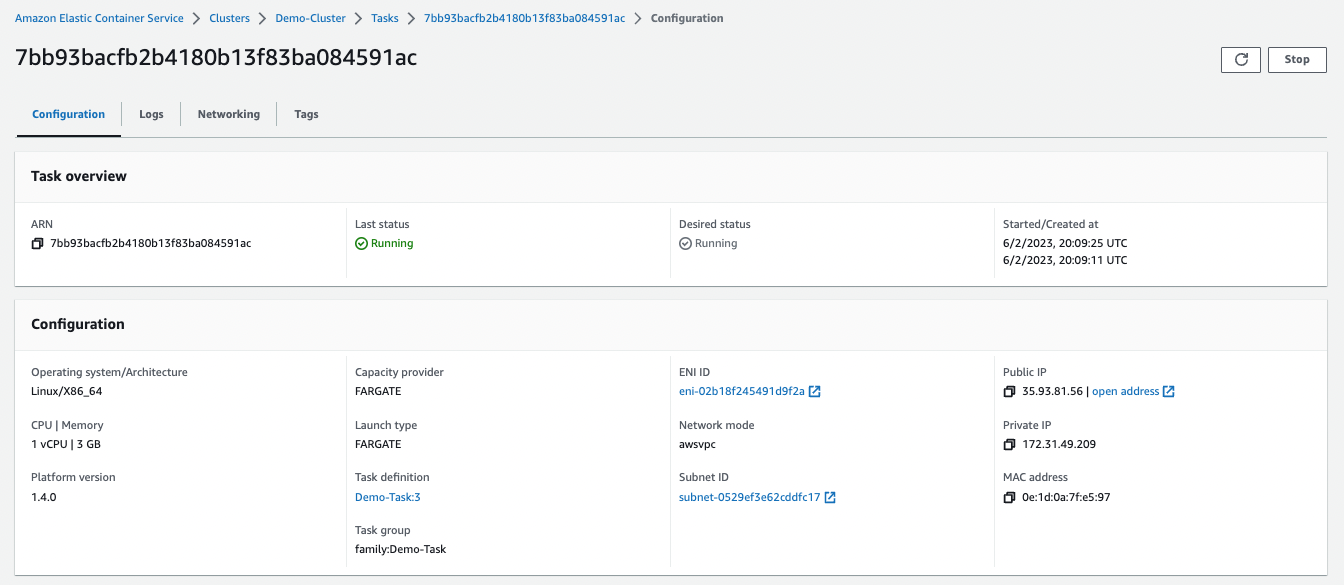 Amazon Elastic Container Service > Clusters > Demo-Cluster > Tasks > 7bb93bacfb2b4180b13f83ba084591ac > Configuration
7bb93bacfb2b4180b13f83ba084591ac
Stop
Configuration Logs Networking Tags
Task overview
ARN
7bb93bacfb2b4180b13f83ba084591ac
Last status
Running
Desired status
Running
Started/Created at
6/2/2023, 20:09:25 UTC
6/2/2023, 20:09:11 UTC
Configuration
Operating system/Architecture
Linux/X86_64
CPU | Memory
1 vCPU | 3 GB
Platform version
1.4.0
Capacity provider
FARGATE
Launch type
FARGATE
Task definition
Demo-Task:3
Task group
family:Demo-Task
ENI ID
eni-02b18f245491d9f2a
Network mode
awsvpc
Subnet ID
subnet-0529ef3e62cddfc17
Public IP
35.93.81.56 | open address
Private IP
172.31.49.209
MAC address
0e:1d:0a:7f:e5:97